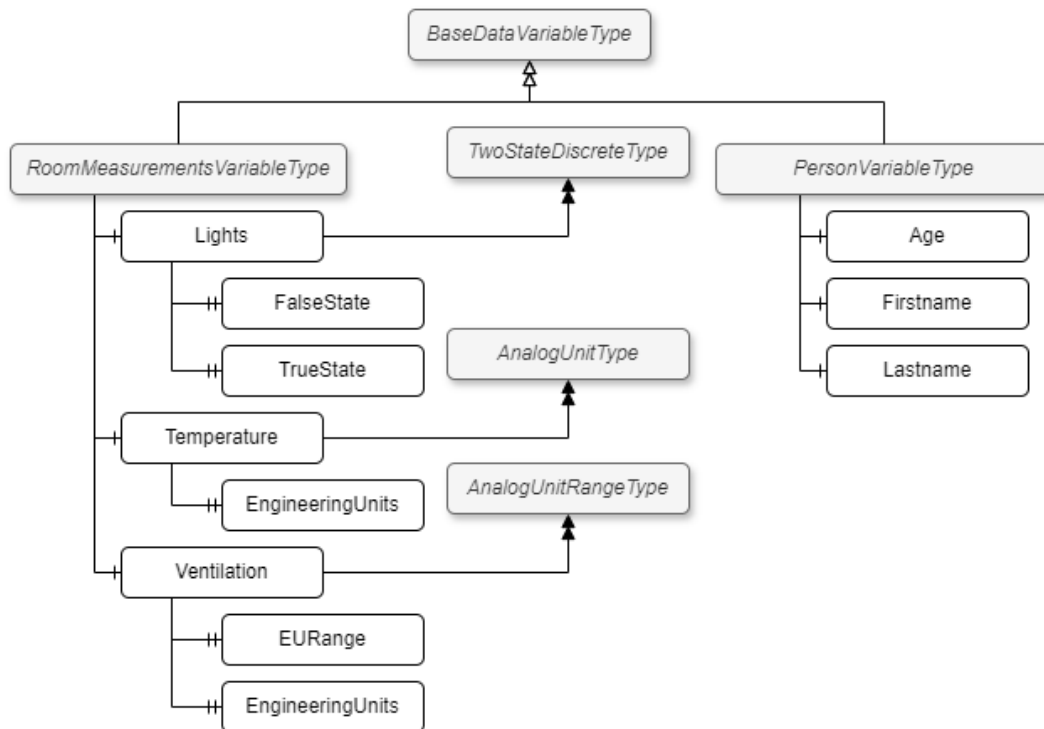 BaseDataVariableType
RoomMeasurementsVariableType
TwoStateDiscreteType
PersonVariableType
Lights
Age
FalseState
Firstname
TrueState
AnalogUnitType
Lastname
Temperature
EngineeringUnits
AnalogUnitRangeType
Ventilation
EURange
EngineeringUnits